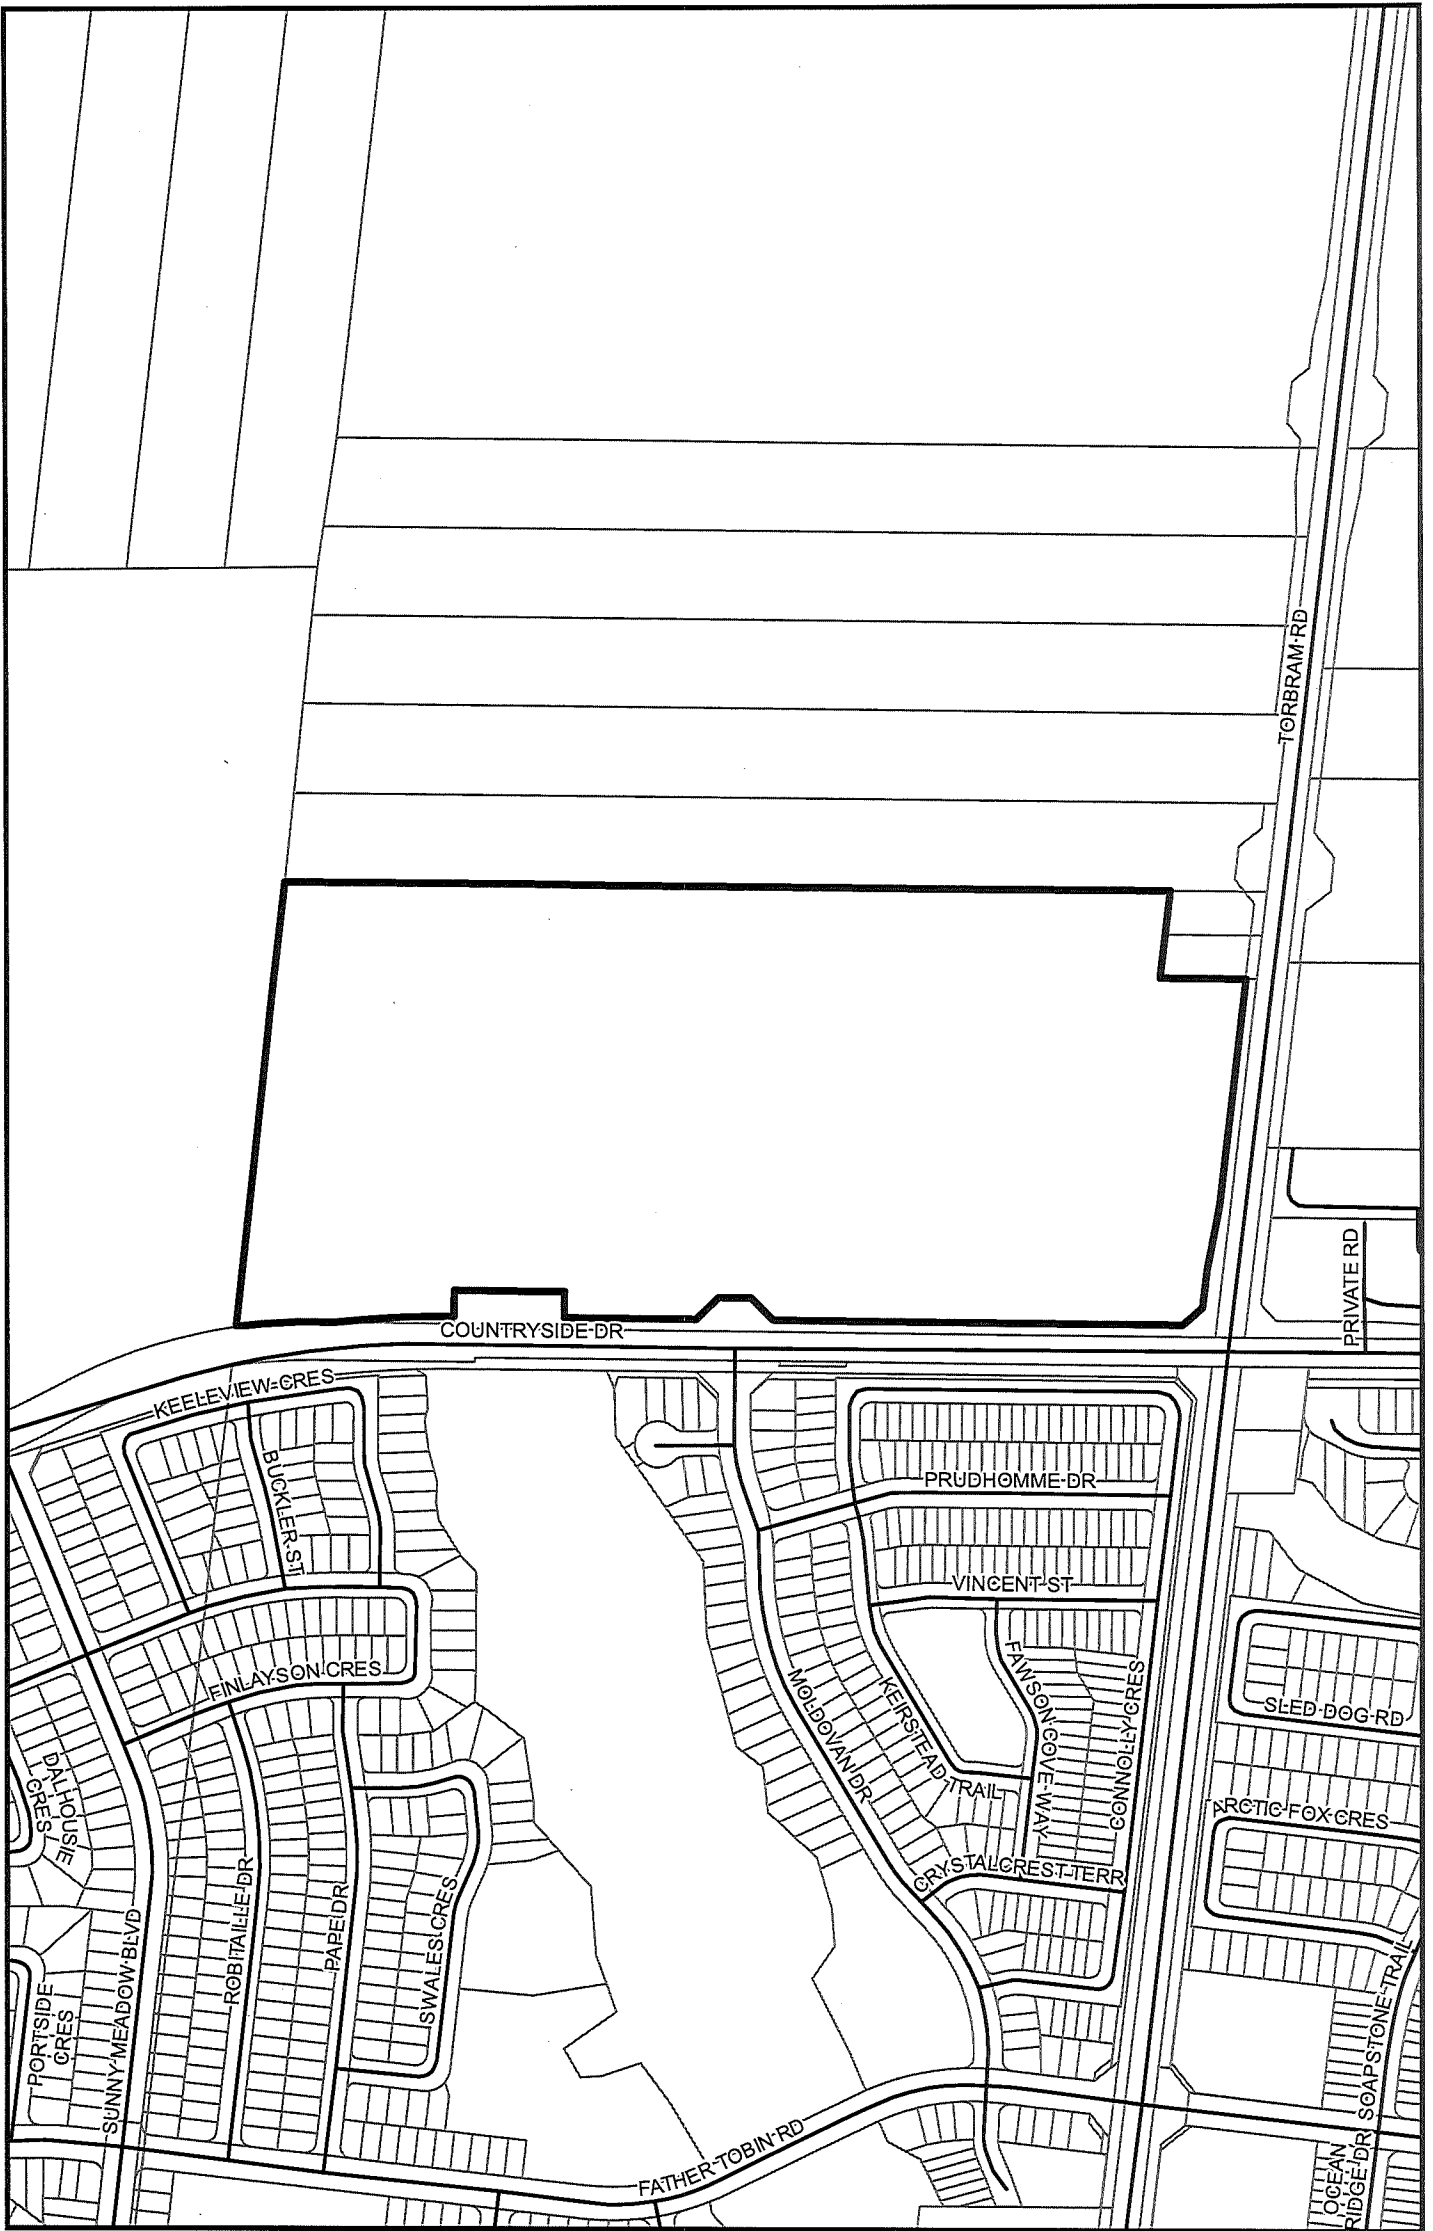 TORBRAM RD
PRIVATE RD
COUNTRYSIDE DR
KEELEVIEW CRES
BUCKLER ST
PRUDHOMME DR
VINCENT ST
FINLAYSON CRES
FAWSON COVE WAY
KEIRSTEAD TRAIL
MOLDOVAN DR
CONNOLLY CRES
SLED DOG RD
DALHOUSIE
CRES
ARCTIC FOX CRES
CRYSTALCREST TERR
ROBITAILLE DR
PAPE DR
SWALES CRES
SUNNY MEADOW BLVD
PORTSIDE
CRES
SOAPSTONE TRAIL
FATHER TOBIN RD
OCEAN
RIDGE DR